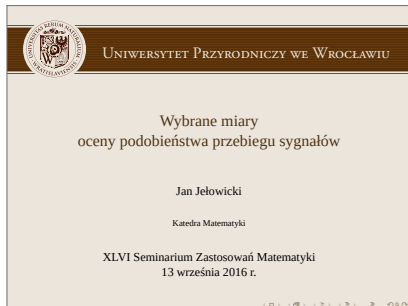 Uniwersytet Przyrodniczy we Wrocławiu
Wybrane miary
oceny podobieństwa przebiegu sygnałów
Jan Jełowicki
Katedra Matematyki
XLVI Seminarium Zastosowań Matematyki
13 września 2016 r.